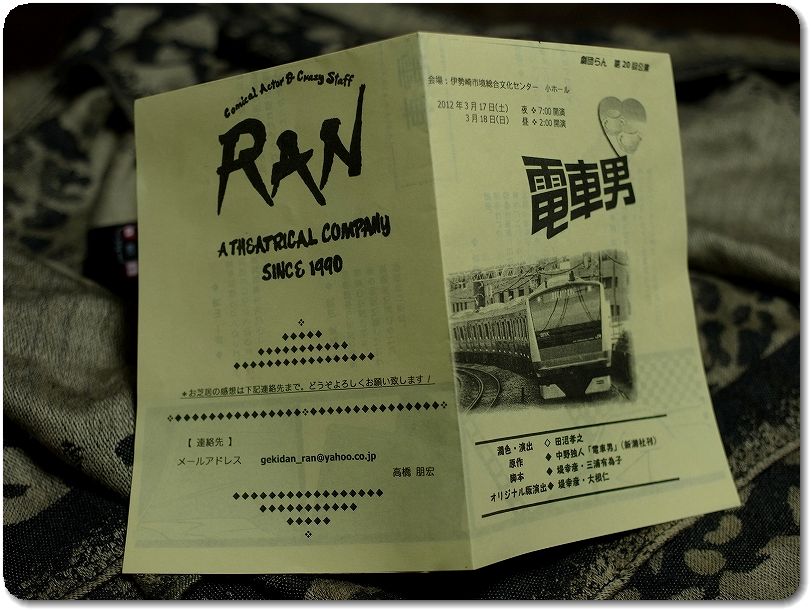 Comical Actor & Crazy Staff
RAN
A THEATRICAL COMPANY
SINCE 1990
*お芝居の感想は下記連絡先まで。どうぞよろしくお願い致します!
【 連絡先 】
メールアドレス gekidan_ran@yahoo.co.jp
高橋 朋宏
劇団らん 第20回公演
会場:伊勢崎市境総合文化センター 小ホール
2012年3月17日(土) 夜 ❖ 7:00 開演
3月18日(日) 昼 ❖ 2:00 開演
電車男
潤色・演出 ◇ 田沼孝之
原作 ◆ 中野独人「電車男」(新潮社刊)
脚本 ◆ 堤幸彦・三浦有為子
オリジナル版演出 ◆ 堤幸彦・大根仁